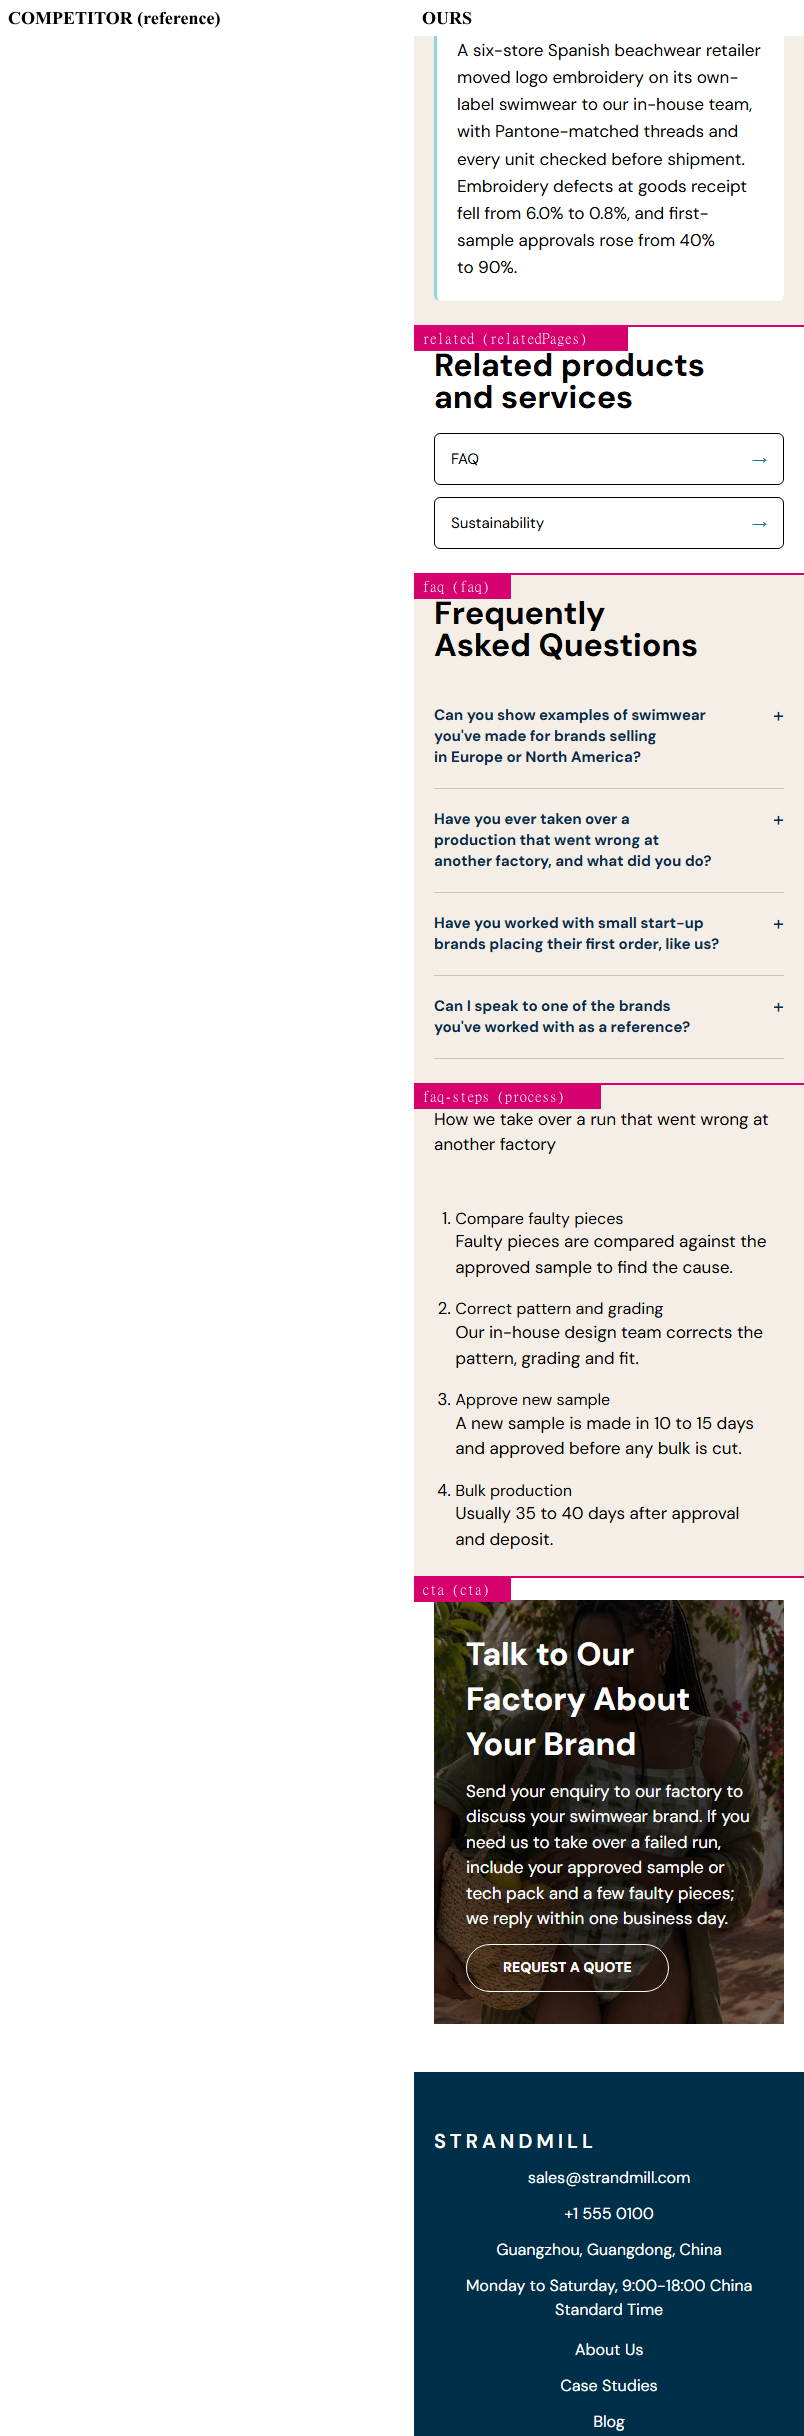 COMPETITOR (reference)
OURS
A six-store Spanish beachwear retailer
moved logo embroidery on its own-
label swimwear to our in-house team,
with Pantone-matched threads and
every unit checked before shipment.
Embroidery defects at goods receipt
fell from 6.0% to 0.8%, and first-
sample approvals rose from 40%
to 90%.
related (relatedPages)
Related products
and services
FAQ →
Sustainability →
faq (faq)
Frequently
Asked Questions
Can you show examples of swimwear +
you've made for brands selling
in Europe or North America?
Have you ever taken over a +
production that went wrong at
another factory, and what did you do?
Have you worked with small start-up +
brands placing their first order, like us?
Can I speak to one of the brands +
you've worked with as a reference?
faq-steps (process)
How we take over a run that went wrong at
another factory
1. Compare faulty pieces
Faulty pieces are compared against the
approved sample to find the cause.
2. Correct pattern and grading
Our in-house design team corrects the
pattern, grading and fit.
3. Approve new sample
A new sample is made in 10 to 15 days
and approved before any bulk is cut.
4. Bulk production
Usually 35 to 40 days after approval
and deposit.
cta (cta)
Talk to Our
Factory About
Your Brand
Send your enquiry to our factory to
discuss your swimwear brand. If you
need us to take over a failed run,
include your approved sample or
tech pack and a few faulty pieces;
we reply within one business day.
REQUEST A QUOTE
STRANDMILL
sales@strandmill.com
+1 555 0100
Guangzhou, Guangdong, China
Monday to Saturday, 9:00-18:00 China
Standard Time
About Us
Case Studies
Blog